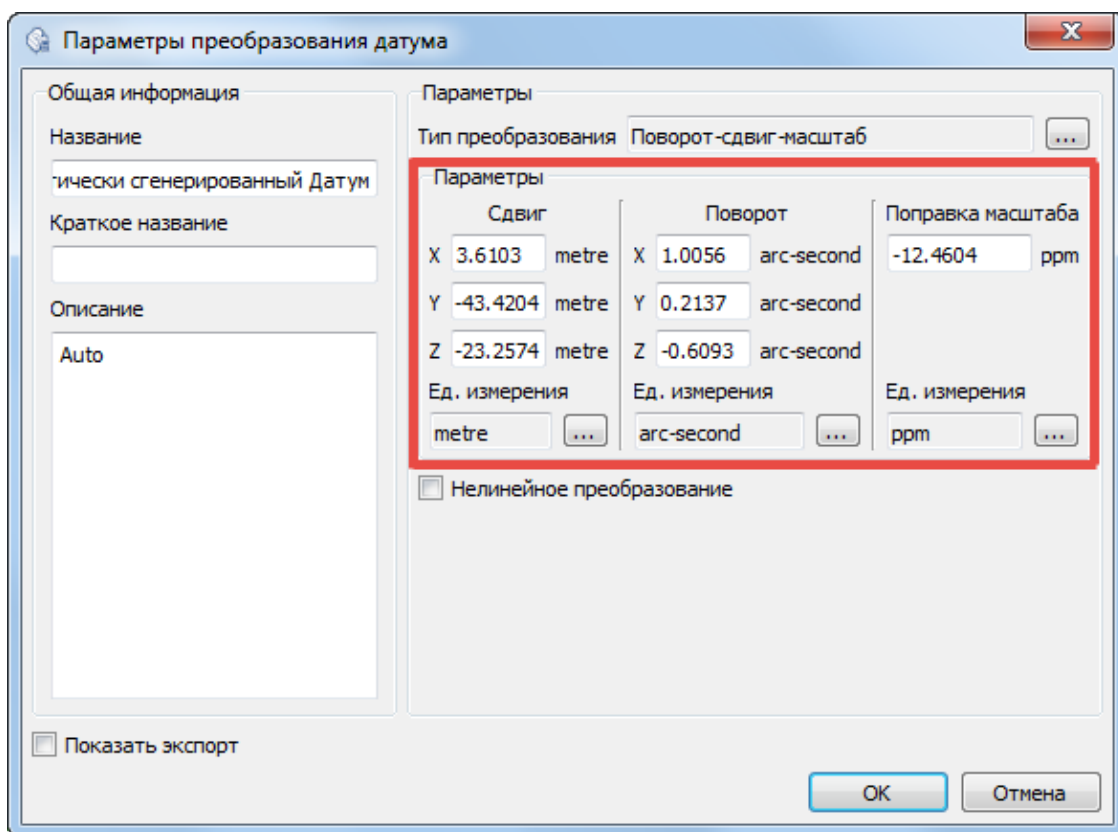 Параметры преобразования датума
Общая информация
Название
тически сгенерированный Датум
Краткое название
Описание
Auto
Параметры
Тип преобразования Поворот-сдвиг-масштаб ...
Параметры
Сдвиг Поворот Поправка масштаба
X 3.6103 metre X 1.0056 arc-second -12.4604 ppm
Y -43.4204 metre Y 0.2137 arc-second
Z -23.2574 metre Z -0.6093 arc-second
Ед. измерения Ед. измерения Ед. измерения
metre ... arc-second ... ppm ...
Нелинейное преобразование
Показать экспорт
OK Отмена